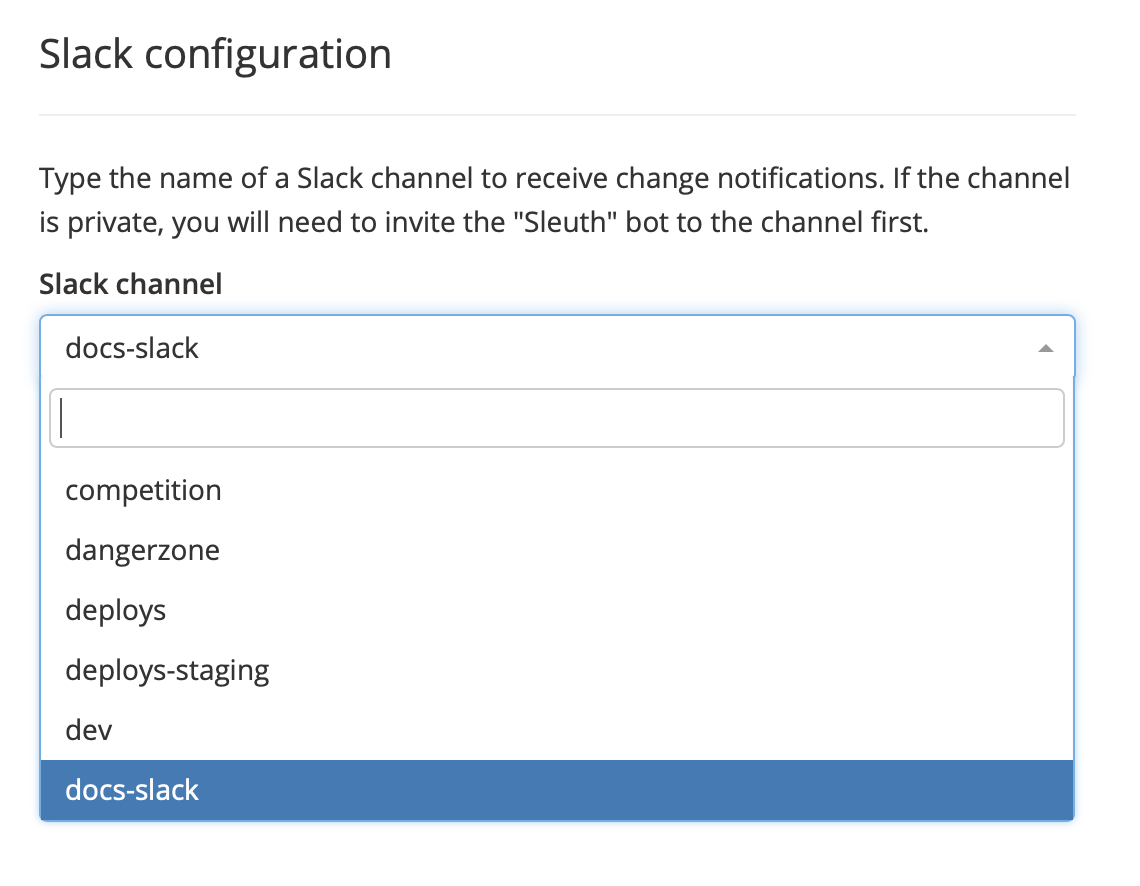 Slack configuration
Type the name of a Slack channel to receive change notifications. If the channel
is private, you will need to invite the "Sleuth" bot to the channel first.
Slack channel
docs-slack
competition
dangerzone
deploys
deploys-staging
dev
docs-slack